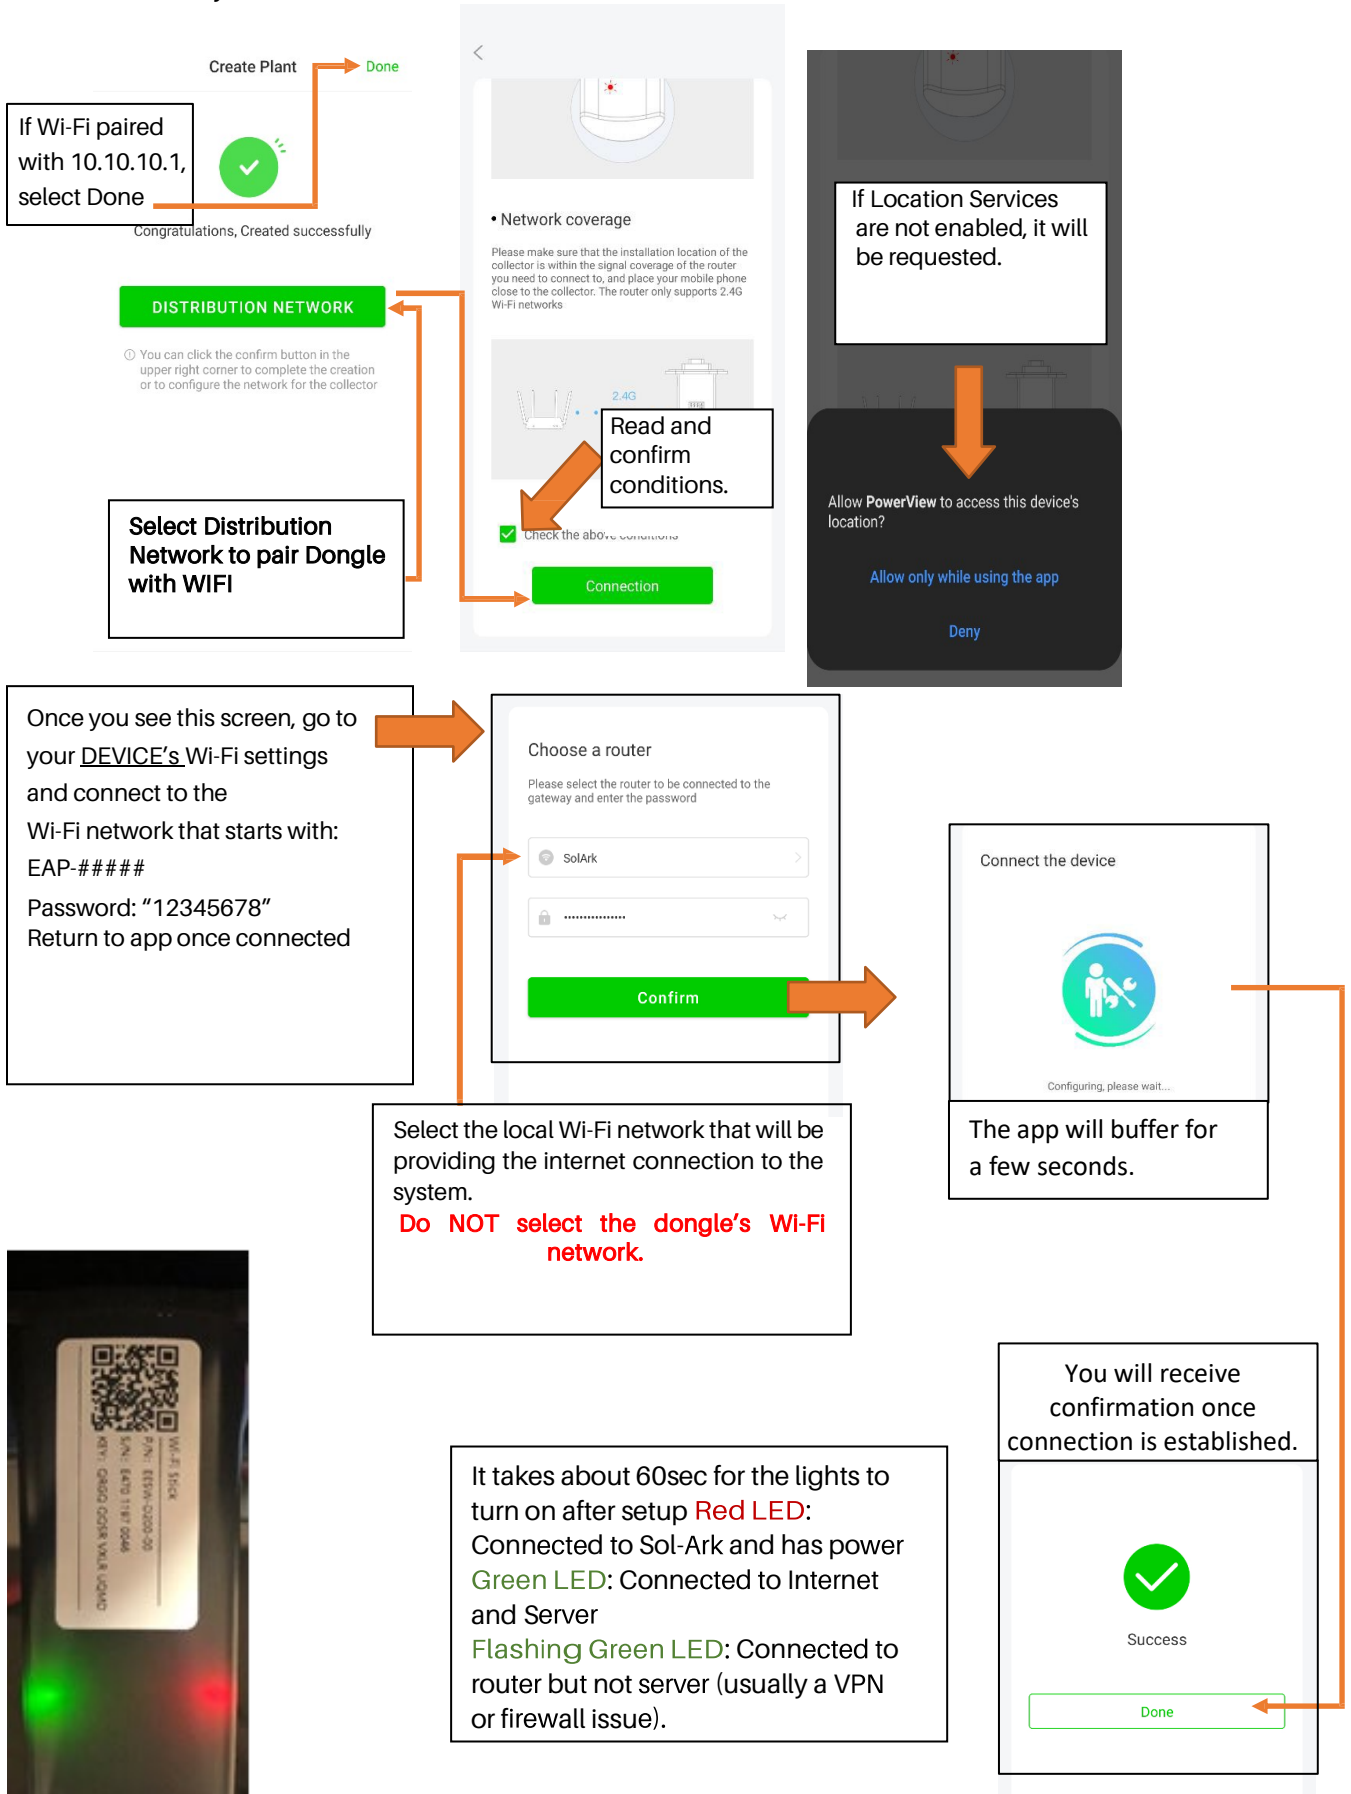 Create Plant
Done
If Wi-Fi paired
with 10.10.10.1,
select Done
Congratulations, Created successfully
DISTRIBUTION NETWORK
You can click the confirm button in the
upper right corner to complete the creation
or to configure the network for the collector
Select Distribution
Network to pair Dongle
with WIFI
• Network coverage
Please make sure that the installation location of the
collector is within the signal coverage of the router
you need to connect to, and place your mobile phone
close to the collector. The router only supports 2.4G
Wi-Fi networks
2.4G
Read and
confirm
conditions.
Check the above conditions
Connection
If Location Services
are not enabled, it will
be requested.
Allow PowerView to access this device's
location?
Allow only while using the app
Deny
Once you see this screen, go to
your DEVICE's Wi-Fi settings
and connect to the
Wi-Fi network that starts with:
EAP-#####
Password: “12345678”
Return to app once connected
Choose a router
Please select the router to be connected to the
gateway and enter the password
SolArk
••••••••••••••••
Confirm
Select the local Wi-Fi network that will be
providing the internet connection to the
system.
Do NOT select the dongle’s Wi-Fi
network.
Connect the device
Configuring, please wait...
The app will buffer for
a few seconds.
You will receive
confirmation once
connection is established.
Success
Done
Wi-Fi Stick
P/N:
S/N: E470 1197 0046
KEY:
It takes about 60sec for the lights to
turn on after setup Red LED:
Connected to Sol-Ark and has power
Green LED: Connected to Internet
and Server
Flashing Green LED: Connected to
router but not server (usually a VPN
or firewall issue).